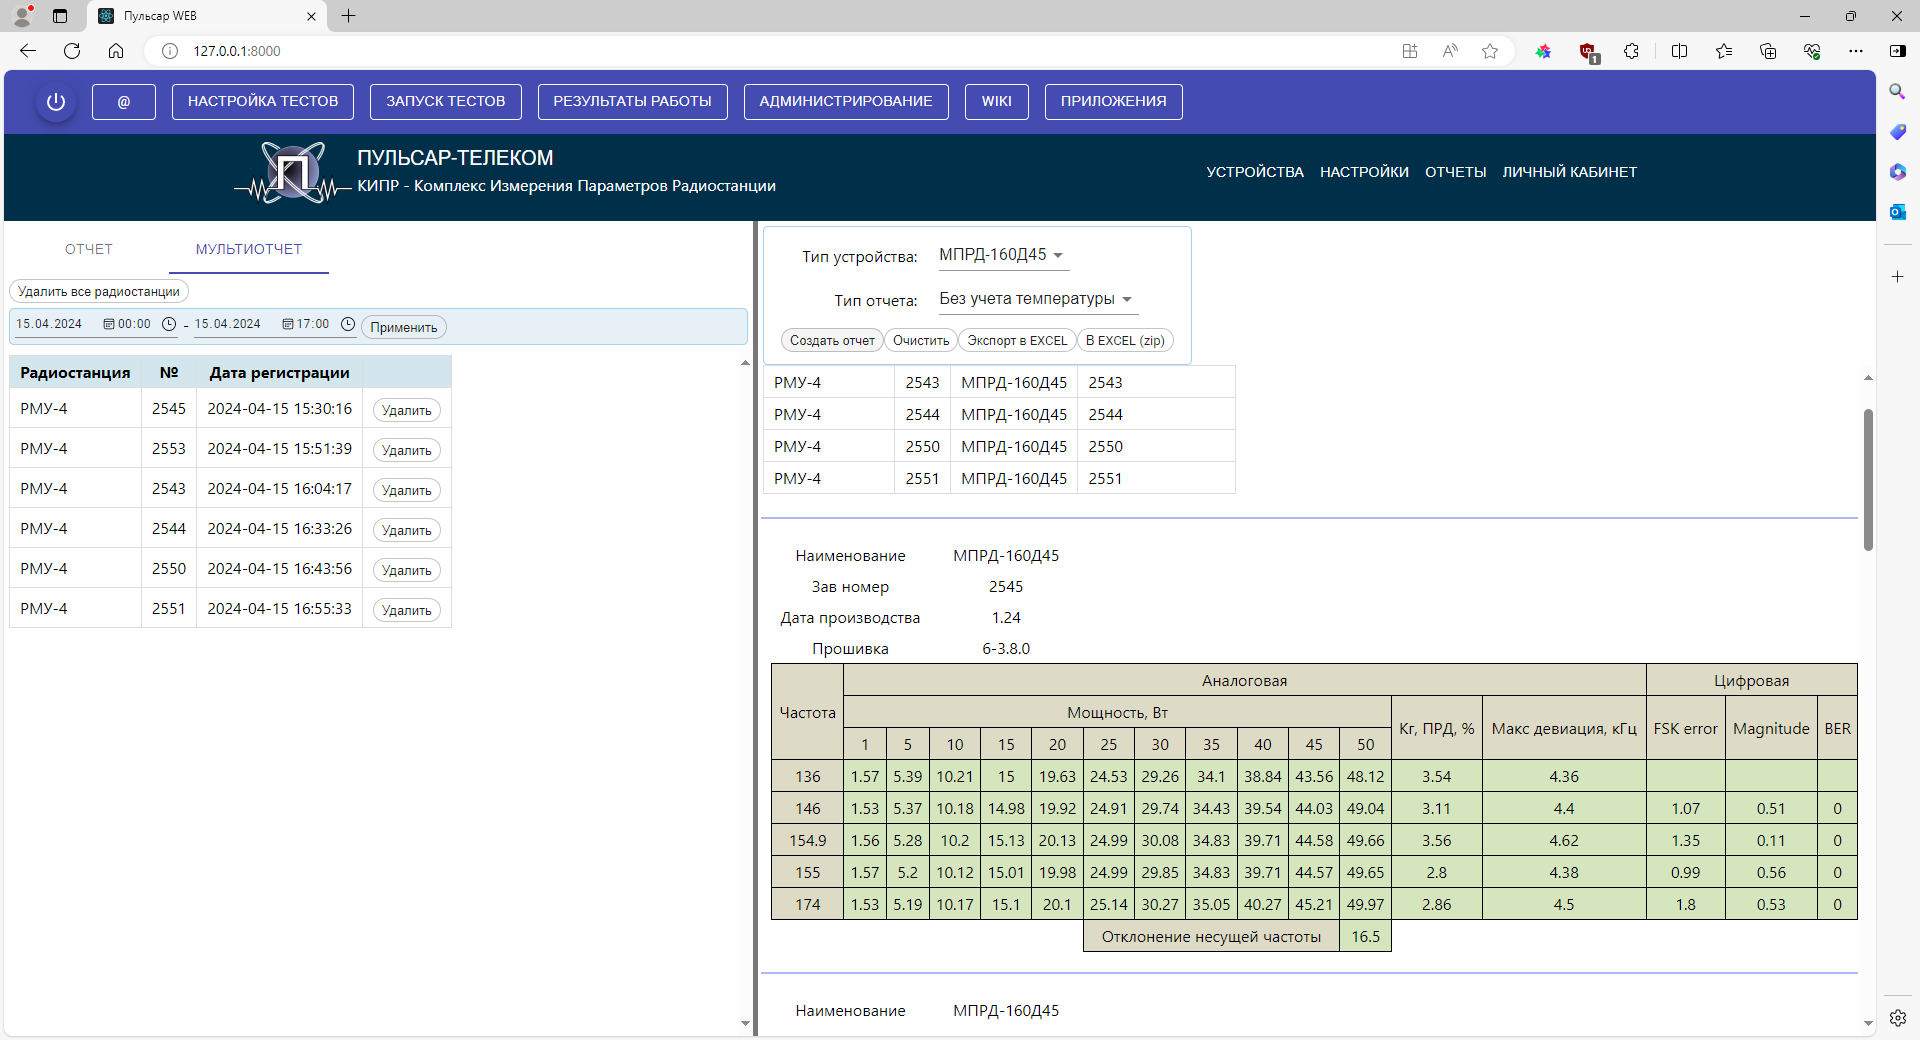 Пульсар WEB
127.0.0.1:8000
1
@ НАСТРОЙКА ТЕСТОВ ЗАПУСК ТЕСТОВ РЕЗУЛЬТАТЫ РАБОТЫ АДМИНИСТРИРОВАНИЕ WIKI ПРИЛОЖЕНИЯ
П
ПУЛЬСАР-ТЕЛЕКОМ
КИПР - Комплекс Измерения Параметров Радиостанции
УСТРОЙСТВА НАСТРОЙКИ ОТЧЕТЫ ЛИЧНЫЙ КАБИНЕТ
ОТЧЕТ МУЛЬТИОТЧЕТ
Удалить все радиостанции
15.04.2024 00:00 - 15.04.2024 17:00 Применить
Радиостанция № Дата регистрации
РМУ-4 2545 2024-04-15 15:30:16 Удалить
РМУ-4 2553 2024-04-15 15:51:39 Удалить
РМУ-4 2543 2024-04-15 16:04:17 Удалить
РМУ-4 2544 2024-04-15 16:33:26 Удалить
РМУ-4 2550 2024-04-15 16:43:56 Удалить
РМУ-4 2551 2024-04-15 16:55:33 Удалить
Тип устройства: МПРД-160Д45
Тип отчета: Без учета температуры
Создать отчет Очистить Экспорт в EXCEL В EXCEL (zip)
РМУ-4 2543 МПРД-160Д45 2543
РМУ-4 2544 МПРД-160Д45 2544
РМУ-4 2550 МПРД-160Д45 2550
РМУ-4 2551 МПРД-160Д45 2551
Наименование МПРД-160Д45
Зав номер 2545
Дата производства 1.24
Прошивка 6-3.8.0
Аналоговая Цифровая
Частота Мощность, Вт Кг, ПРД, % Макс девиация, кГц FSK error Magnitude BER
1 5 10 15 20 25 30 35 40 45 50
136 1.57 5.39 10.21 15 19.63 24.53 29.26 34.1 38.84 43.56 48.12 3.54 4.36
146 1.53 5.37 10.18 14.98 19.92 24.91 29.74 34.43 39.54 44.03 49.04 3.11 4.4 1.07 0.51 0
154.9 1.56 5.28 10.2 15.13 20.13 24.99 30.08 34.83 39.71 44.58 49.66 3.56 4.62 1.35 0.11 0
155 1.57 5.2 10.12 15.01 19.98 24.99 29.85 34.83 39.71 44.57 49.65 2.8 4.38 0.99 0.56 0
174 1.53 5.19 10.17 15.1 20.1 25.14 30.27 35.05 40.27 45.21 49.97 2.86 4.5 1.8 0.53 0
Отклонение несущей частоты 16.5
Наименование МПРД-160Д45